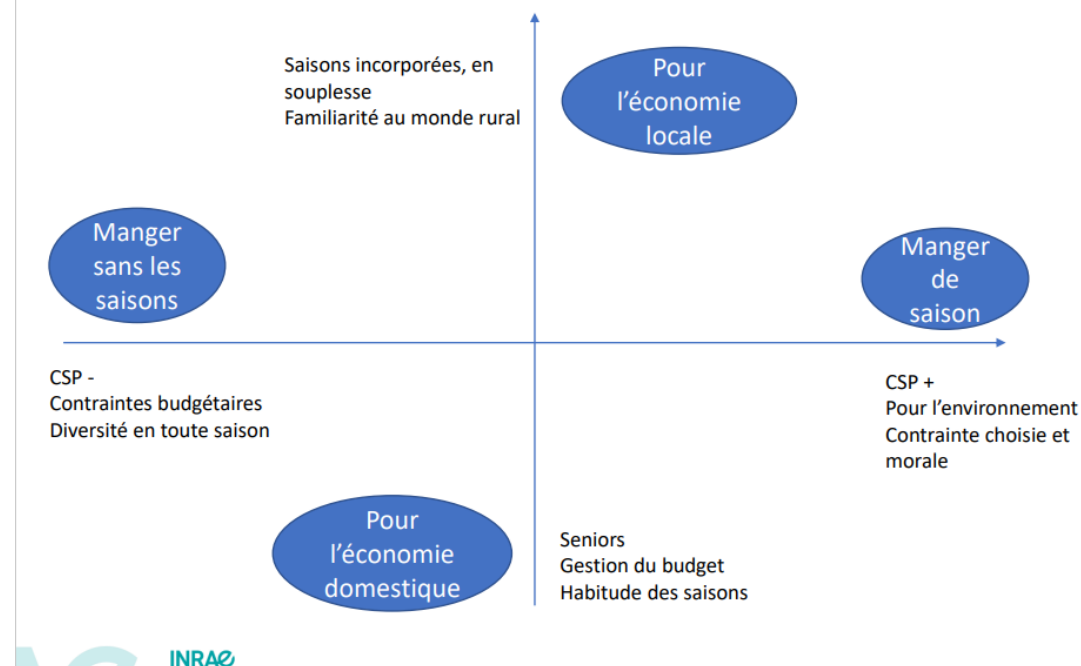 Saisons incorporées, en
souplesse
Familiarité au monde rural
Pour
l’économie
locale
Manger
sans les
saisons
Manger
de
saison
CSP -
Contraintes budgétaires
Diversité en toute saison
CSP +
Pour l’environnement
Contrainte choisie et
morale
Pour
l’économie
domestique
Seniors
Gestion du budget
Habitude des saisons
INRAE